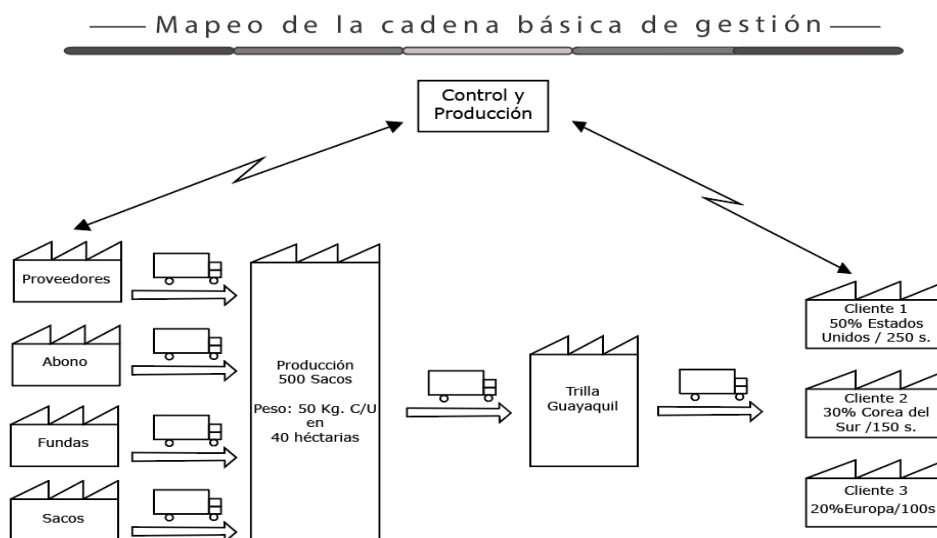 Mapeo de la cadena básica de gestión
Control y
Producción
Proveedores
Abono
Fundas
Sacos
Producción
500 Sacos
Peso: 50 Kg. C/U
en
40 héctarias
Trilla
Guayaquil
Cliente 1
50% Estados
Unidos / 250 s.
Cliente 2
30% Corea del
Sur /150 s.
Cliente 3
20%Europa/100s